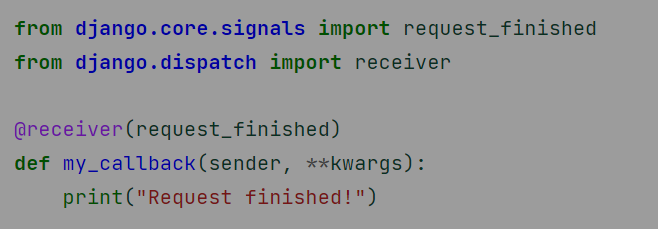 from django.core.signals import request_finished
from django.dispatch import receiver

@receiver(request_finished)
def my_callback(sender, **kwargs):
    print("Request finished!")